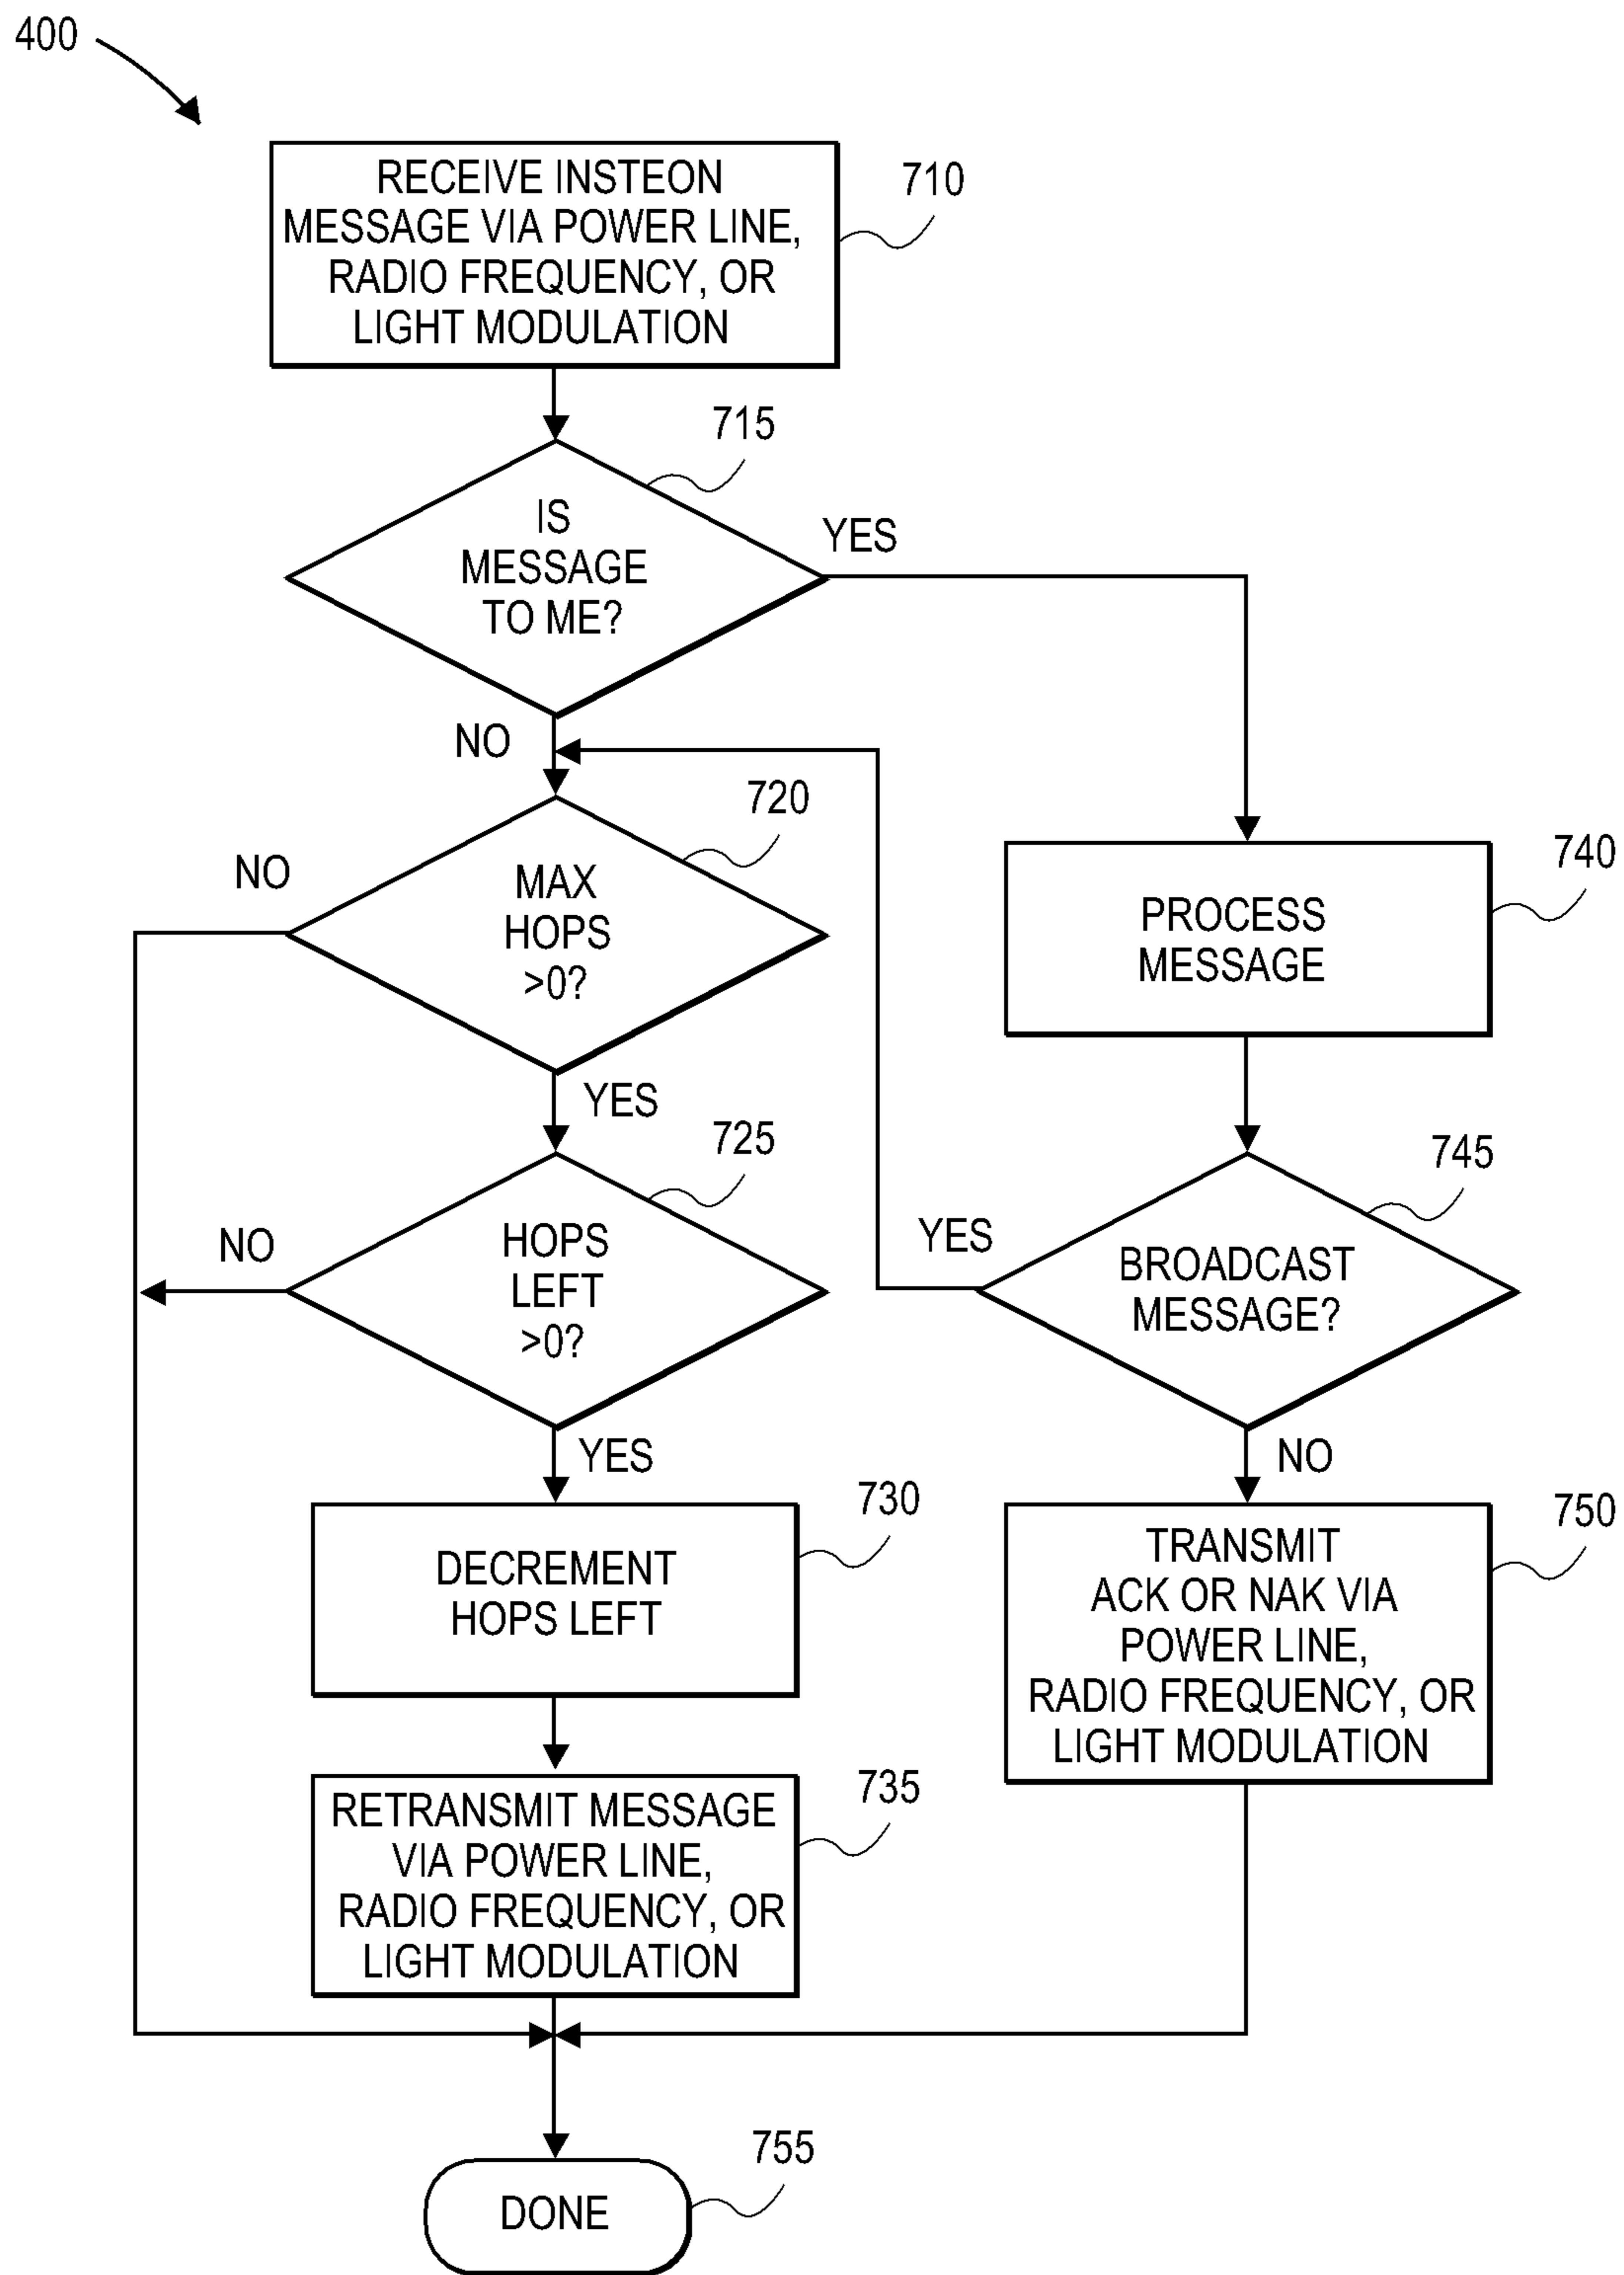 400
RECEIVE INSTEON
MESSAGE VIA POWER LINE,
RADIO FREQUENCY, OR
LIGHT MODULATION
710
715
IS
MESSAGE
TO ME?
YES
NO
720
NO
MAX
HOPS
>0?
YES
740
PROCESS
MESSAGE
725
NO
HOPS
LEFT
>0?
YES
745
YES
BROADCAST
MESSAGE?
NO
730
DECREMENT
HOPS LEFT
750
TRANSMIT
ACK OR NAK VIA
POWER LINE,
RADIO FREQUENCY, OR
LIGHT MODULATION
735
RETRANSMIT MESSAGE
VIA POWER LINE,
RADIO FREQUENCY, OR
LIGHT MODULATION
755
DONE